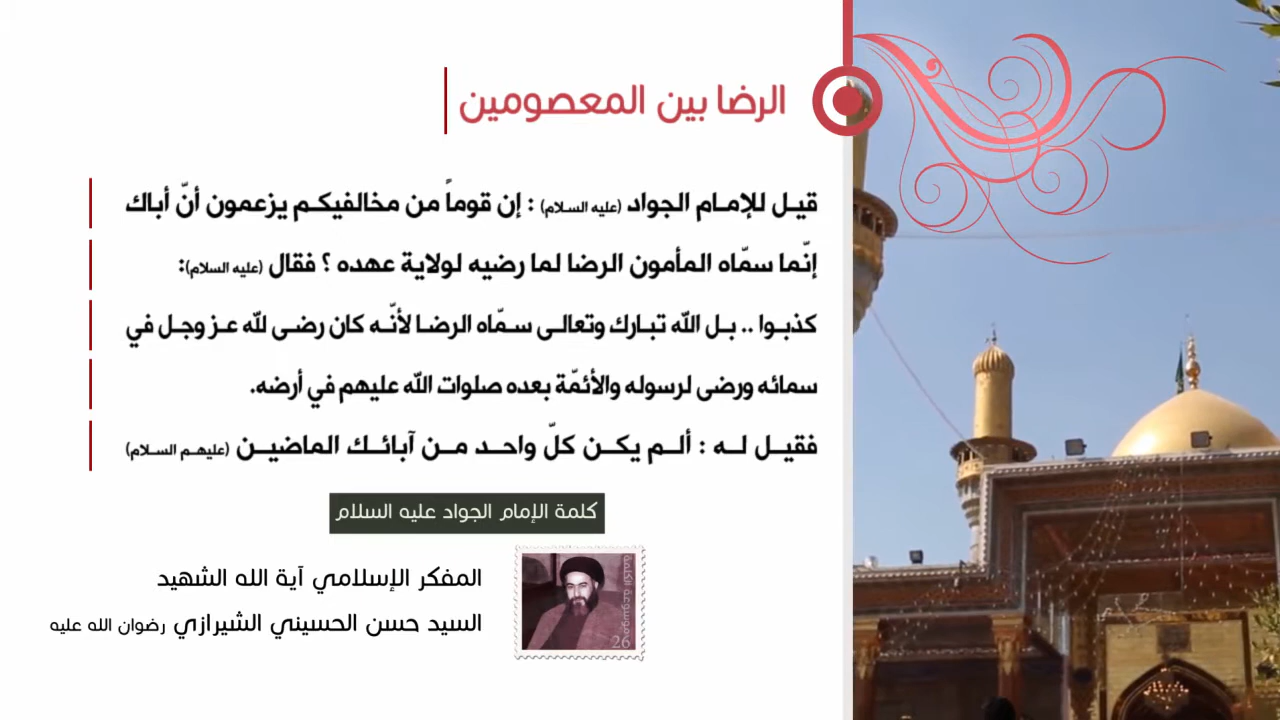 الرضا بين المعصومين
قيل للإمام الجواد (عليه السلام) : إن قوماً من مخالفيكم يزعمون أنّ أباك
إنّما سمّاه المأمون الرضا لما رضيه لولاية عهده ؟ فقال (عليه السلام):
كذبوا .. بل الله تبارك وتعالى سمّاه الرضا لأنّه كان رضى لله عز وجل في
سمائه ورضى لرسوله والأئمّة بعده صلوات الله عليهم في أرضه.
فقيل له : ألم يكن كلّ واحد من آبائك الماضين (عليهم السلام)
كلمة الإمام الجواد عليه السلام
المفكر الإسلامي آية الله الشهيد
السيد حسن الحسيني الشيرازي رضوان الله عليه
موسوعة الكلمة
26